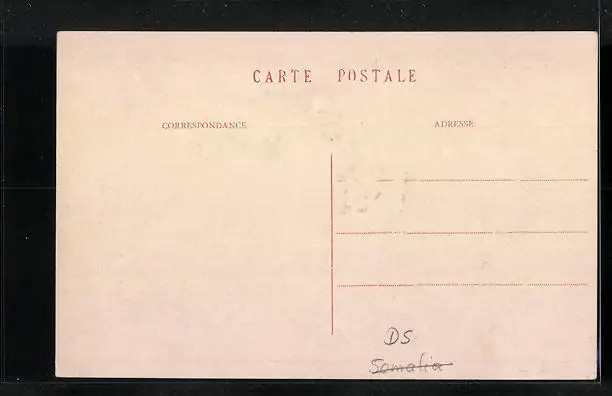 CARTE POSTALE
CORRESPONDANCE
ADRESSE
DS
Somalia